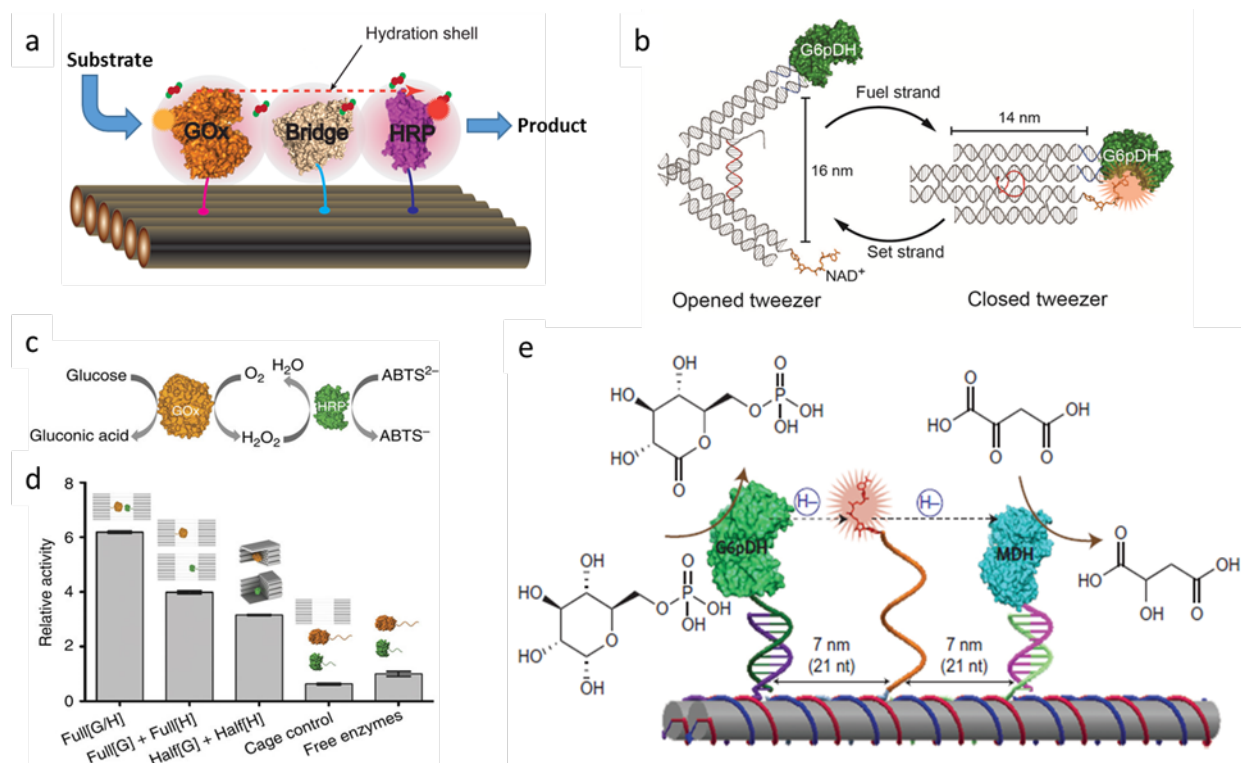 a
Hydration shell
Substrate
GOx
Bridge
HRP
Product
b
G6pDH
Fuel strand
14 nm
G6pDH
16 nm
Set strand
NAD+
Opened tweezer
Closed tweezer
c
Glucose
O2
H2O
ABTS2–
GOx
HRP
Gluconic acid
H2O2
ABTS–
d
Relative activity
8
6
4
2
0
Full[G/H]
Full[G] + Full[H]
Half[G] + Half[H]
Cage control
Free enzymes
e
OH
HO
O
P
OH
OH
HO
O
O
O
O
HO
OH
O
O
H–
H–
G6pDH
MDH
OH
HO
O
P
OH
OH
HO
O
O
OH
OH
O
O
HO
OH
OH
O
7 nm
(21 nt)
7 nm
(21 nt)